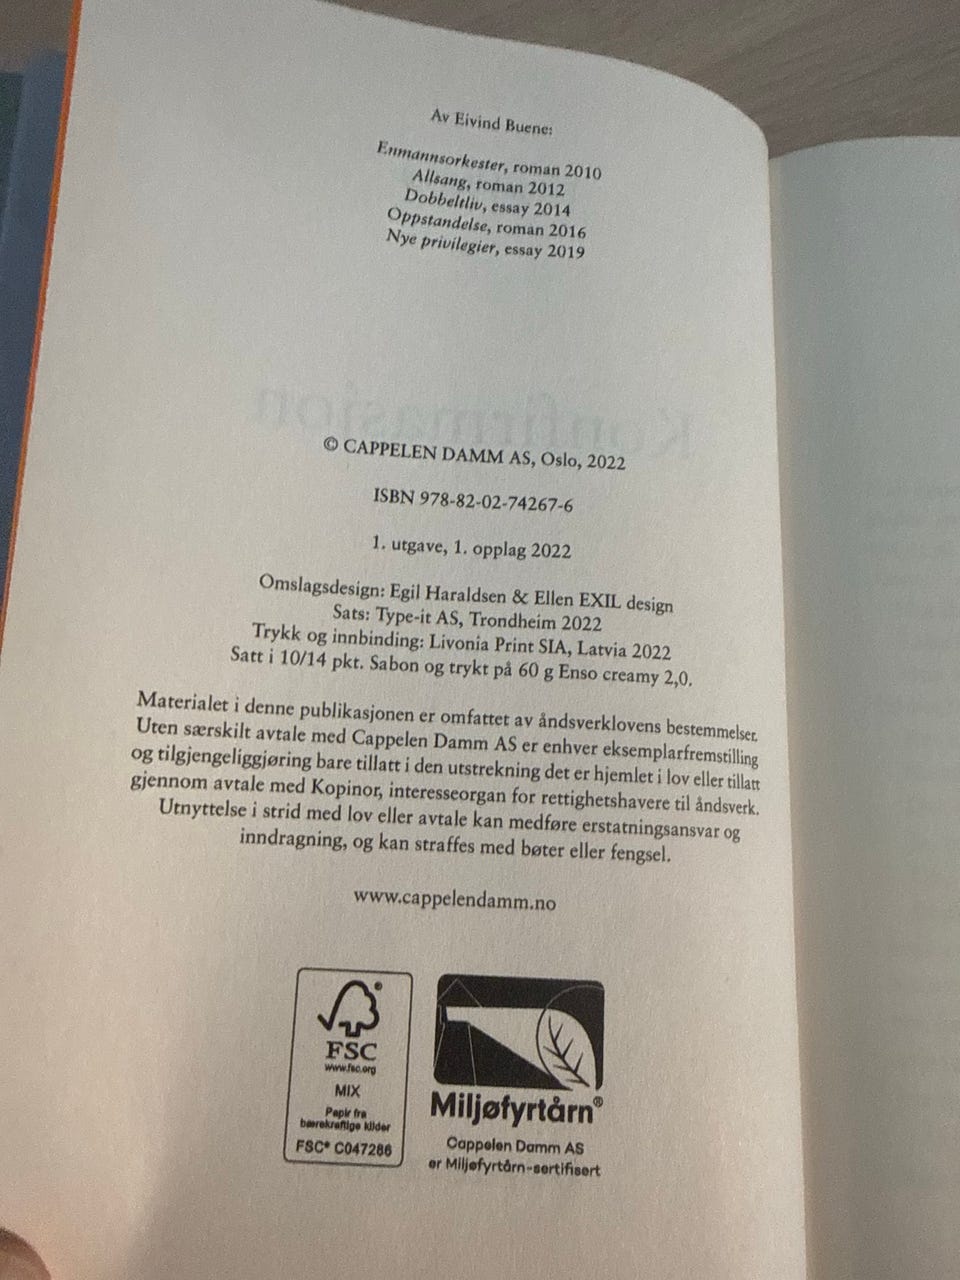 Av Eivind Buene:
Enmannsorkester, roman 2010
Allsang, roman 2012
Dobbeltliv, essay 2014
Oppstandelse, roman 2016
Nye privilegier, essay 2019
Konfirmasjon
© CAPPELEN DAMM AS, Oslo, 2022
ISBN 978-82-02-74267-6
1. utgave, 1. opplag 2022
Omslagsdesign: Egil Haraldsen & Ellen EXIL design
Sats: Type-it AS, Trondheim 2022
Trykk og innbinding: Livonia Print SIA, Latvia 2022
Satt i 10/14 pkt. Sabon og trykt på 60 g Enso creamy 2,0.
Materialet i denne publikasjonen er omfattet av åndsverklovens bestemmelser.
Uten særskilt avtale med Cappelen Damm AS er enhver eksemplarfremstilling
og tilgjengeliggjøring bare tillatt i den utstrekning det er hjemlet i lov eller tillatt
gjennom avtale med Kopinor, interesseorgan for rettighetshavere til åndsverk.
Utnyttelse i strid med lov eller avtale kan medføre erstatningsansvar og
inndragning, og kan straffes med bøter eller fengsel.
www.cappelendamm.no
FSC
www.fsc.org
MIX
Papir fra
bærekraftige kilder
FSC® C047286
Miljøfyrtårn®
Cappelen Damm AS
er Miljøfyrtårn-sertifisert